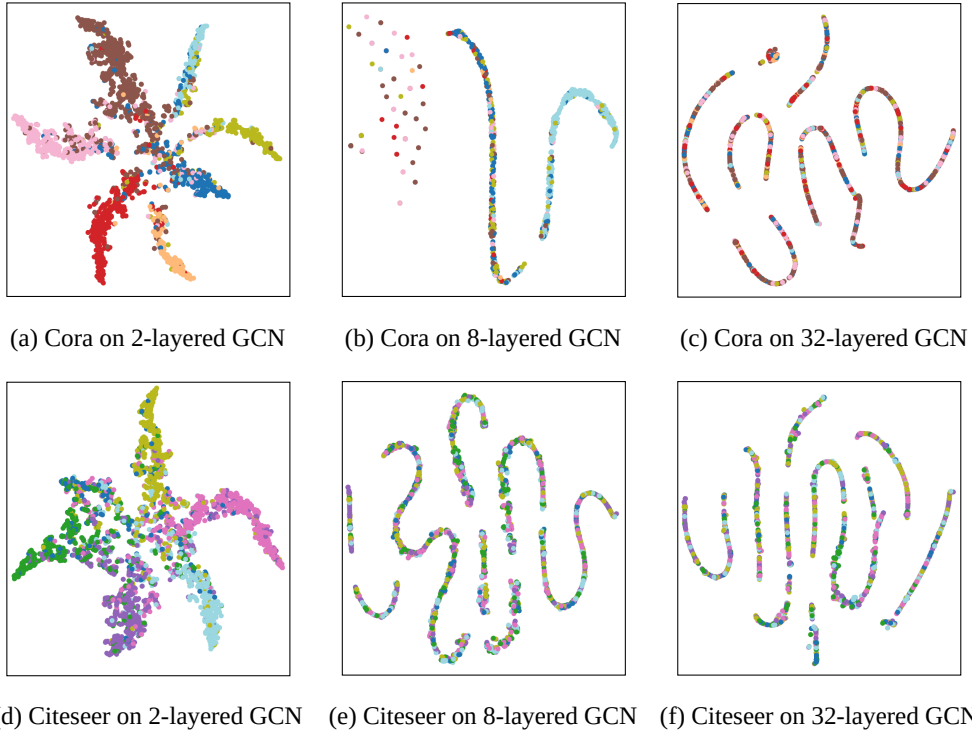 (a) Cora on 2-layered GCN
(b) Cora on 8-layered GCN
(c) Cora on 32-layered GCN
d) Citeseer on 2-layered GCN
(e) Citeseer on 8-layered GCN
(f) Citeseer on 32-layered GCN